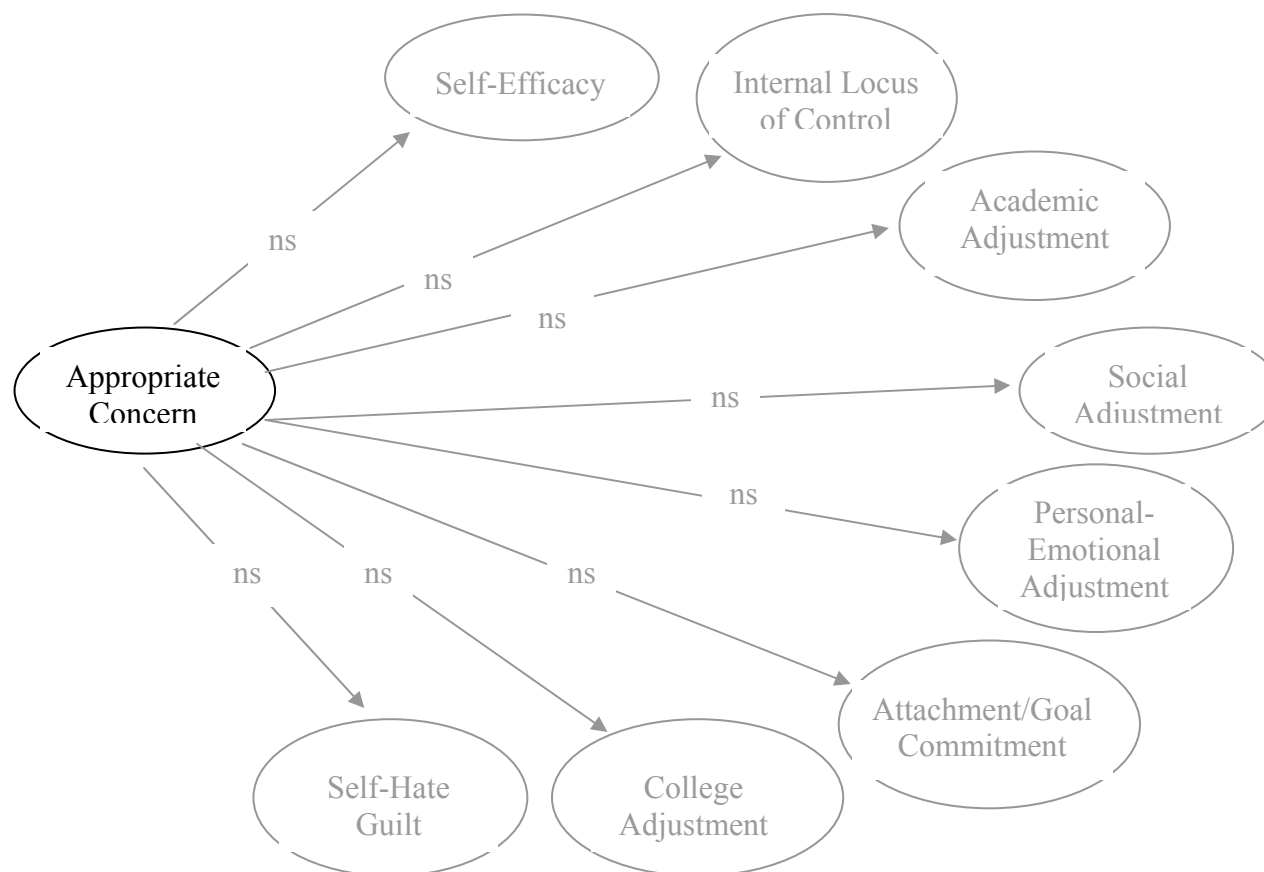 Self-Efficacy
Internal Locus
of Control
Academic
Adjustment
ns
ns
ns
Appropriate
Concern
Social
Adjustment
ns
ns
Personal-
Emotional
Adjustment
ns
ns
ns
Attachment/Goal
Commitment
Self-Hate
Guilt
College
Adjustment